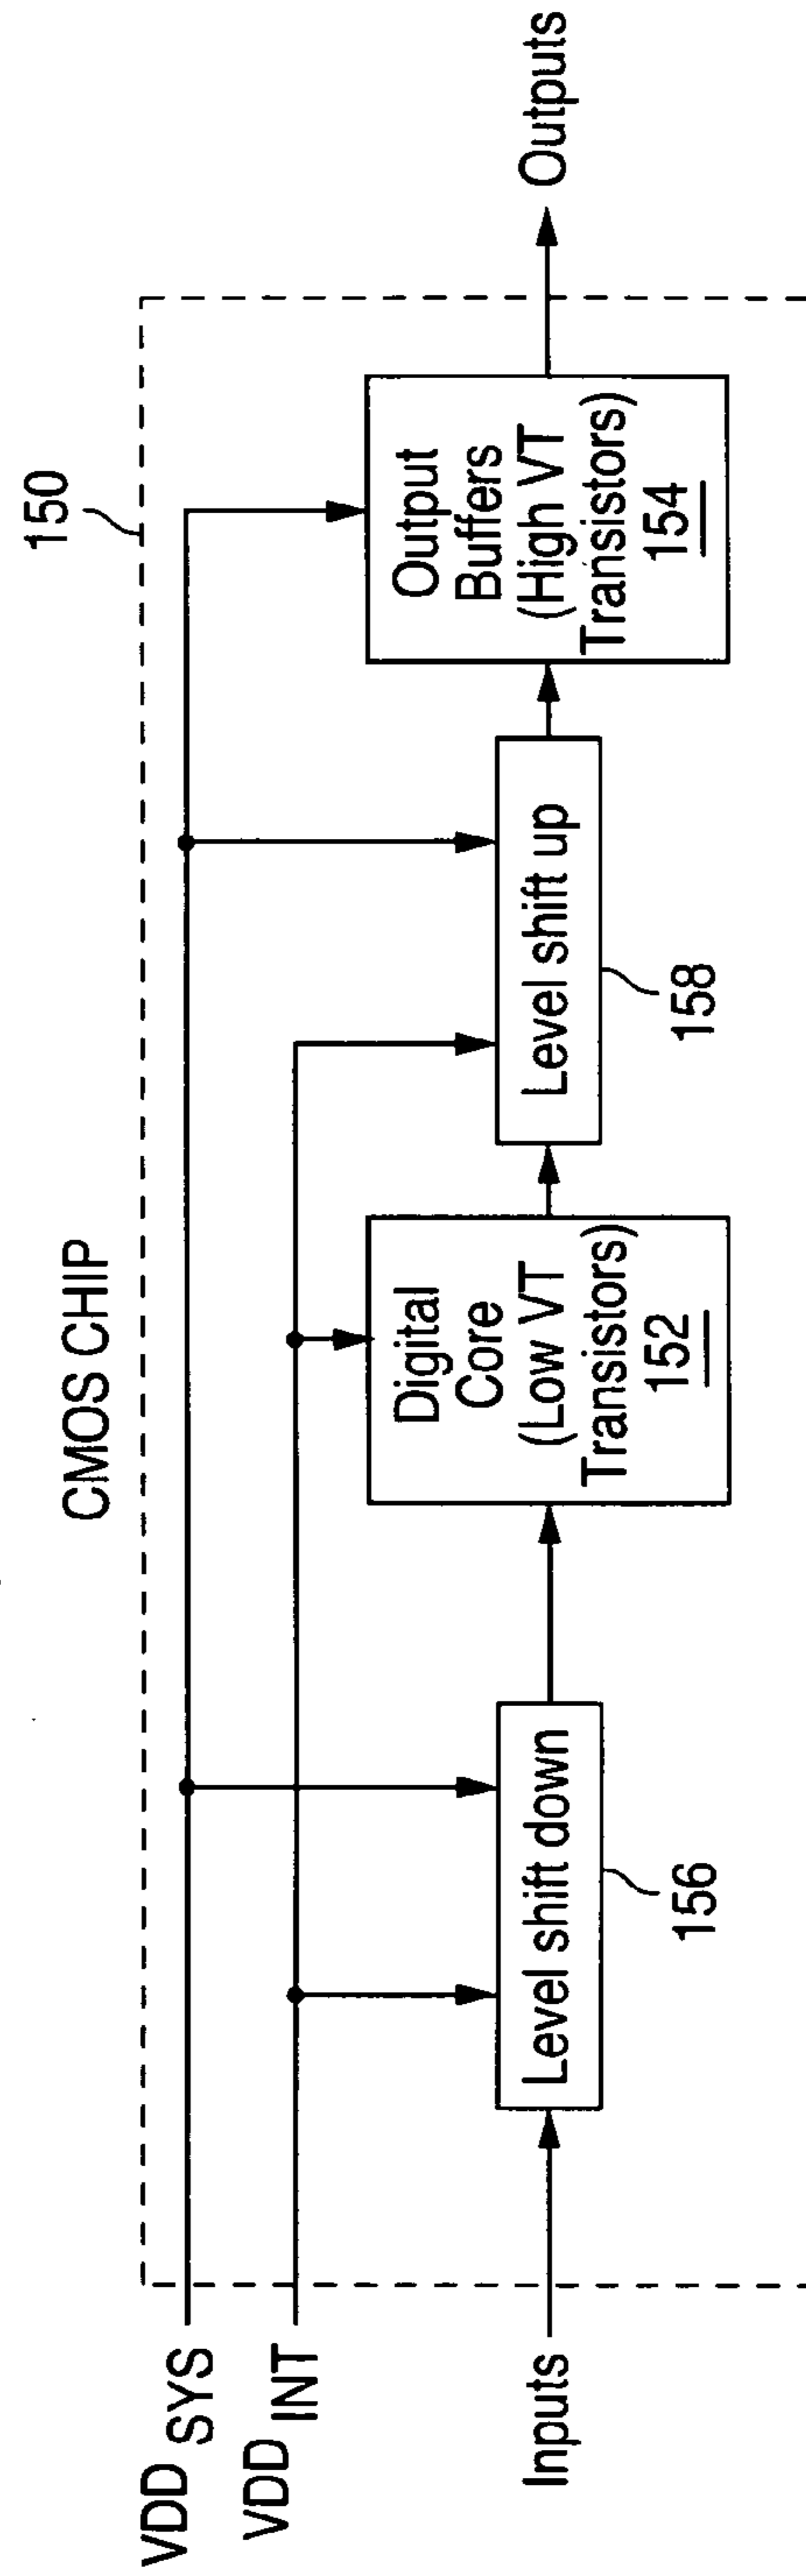 CMOS CHIP
150
VDD SYS
VDD INT
Inputs
Level shift down
156
Digital
Core
(Low VT
Transistors)
152
Level shift up
158
Output
Buffers
(High VT
Transistors)
154
Outputs